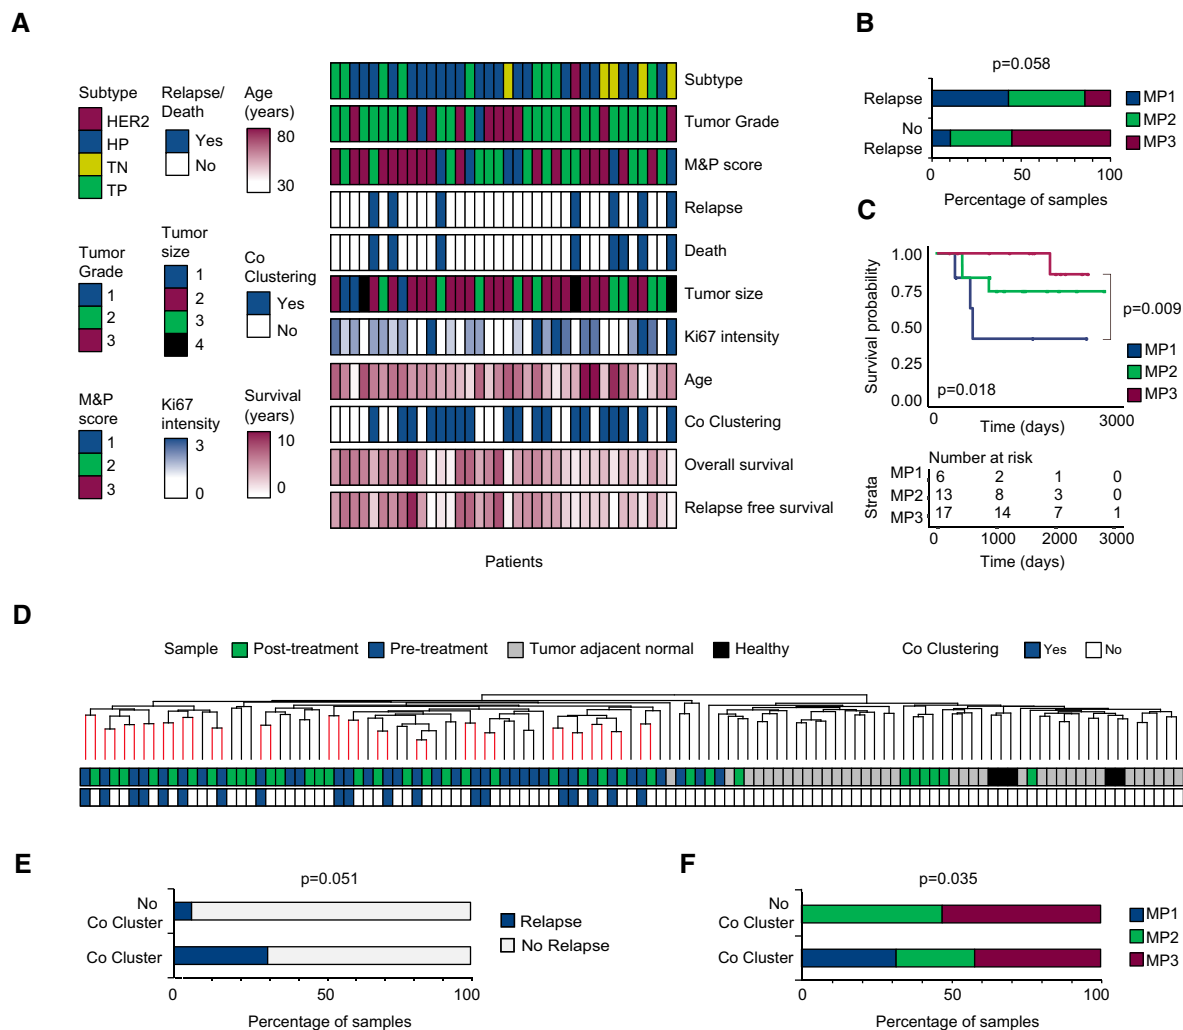 A
Subtype
HER2
HP
TN
TP
Relapse/
Death
Yes
No
Age
(years)
80
30
Tumor
Grade
1
2
3
Tumor
size
1
2
3
4
Co
Clustering
Yes
No
M&P
score
1
2
3
Ki67
intensity
3
0
Survival
(years)
10
0
Subtype
Tumor Grade
M&P score
Relapse
Death
Tumor size
Ki67 intensity
Age
Co Clustering
Overall survival
Relapse free survival
Patients
B
p=0.058
Relapse
No
Relapse
0 50 100
Percentage of samples
MP1
MP2
MP3
C
Survival probability
1.00
0.75
0.50
0.25
0.00
p=0.018
p=0.009
0 3000
Time (days)
MP1
MP2
MP3
Number at risk
Strata
MP1 6 2 1 0
MP2 13 8 3 0
MP3 17 14 7 1
0 1000 2000 3000
Time (days)
D
Sample Post-treatment Pre-treatment Tumor adjacent normal Healthy Co Clustering Yes No
E
p=0.051
No
Co Cluster
Co Cluster
0 50 100
Percentage of samples
Relapse
No Relapse
F
p=0.035
No
Co Cluster
Co Cluster
0 50 100
Percentage of samples
MP1
MP2
MP3